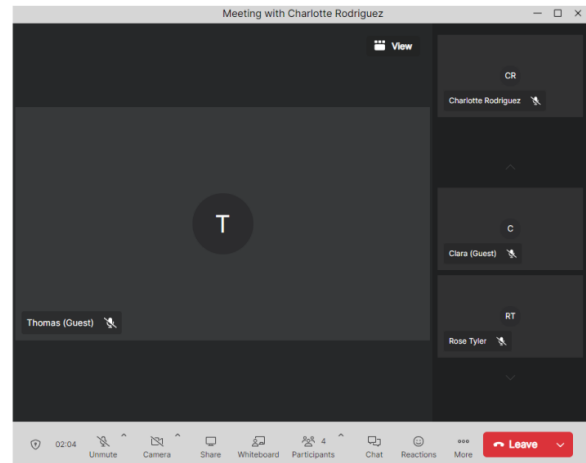 Meeting with Charlotte Rodriguez
View
CR
Charlotte Rodriguez
T
Thomas (Guest)
C
Clara (Guest)
RT
Rose Tyler
02:04
Unmute
Camera
Share
Whiteboard
4
Participants
Chat
Reactions
More
Leave